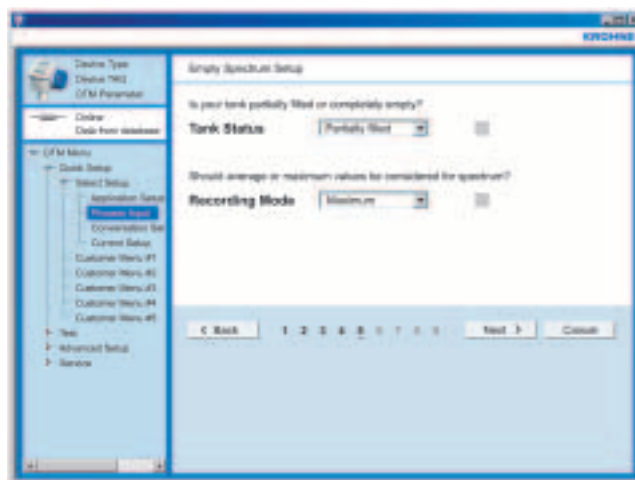 KROHNE
Device Type
Device TAG
DTM Parameter
Online
Data from database
DTM Menu
Quick Setup
Select Setup
Application Setup
Process Input
Conversation Set
Current Setup
Customer Menu #1
Customer Menu #2
Customer Menu #3
Customer Menu #4
Customer Menu #5
Test
Advanced Setup
Service
Empty Spectrum Setup
Is your tank partially filled or completely empty?
Tank Status Partially filled
Should average or maximum values be considered for spectrum?
Recording Mode Maximum
< Back 1 2 3 4 5 6 7 8 9 Next > Cancel